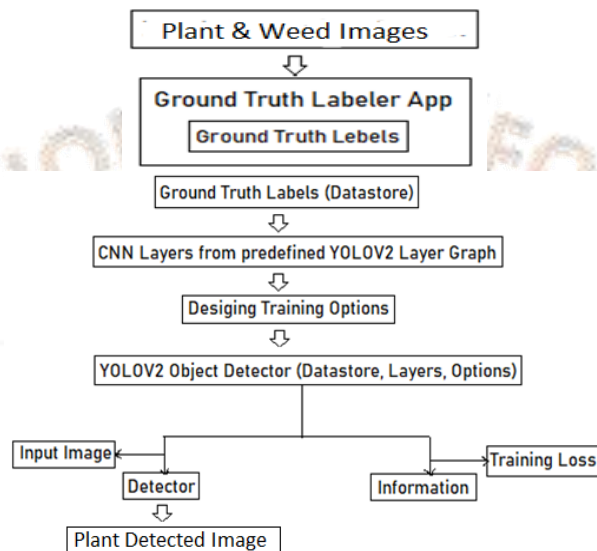 Plant & Weed Images
Ground Truth Labeler App
Ground Truth Lebels
Ground Truth Labels (Datastore)
CNN Layers from predefined YOLOV2 Layer Graph
Desiging Training Options
YOLOV2 Object Detector (Datastore, Layers, Options)
Input Image
Training Loss
Detector
Information
Plant Detected Image